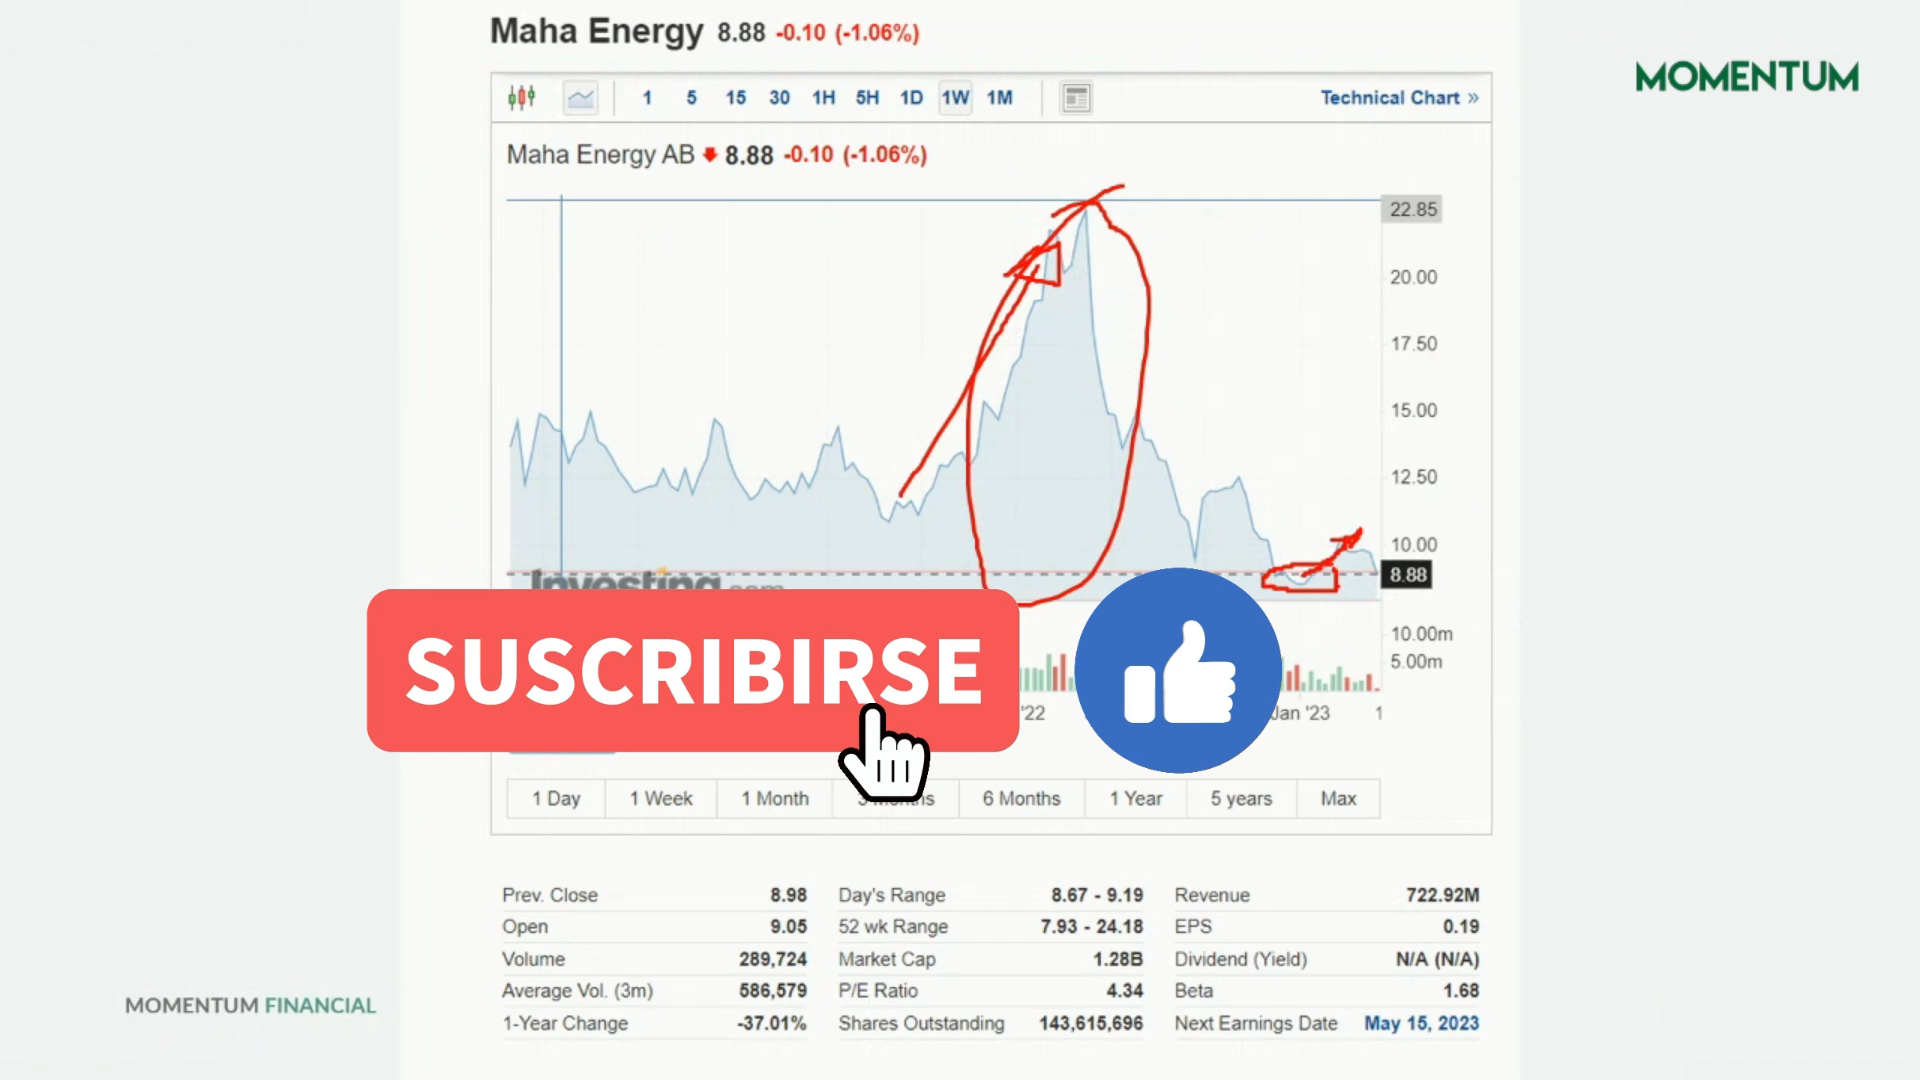 Maha Energy 8.88 -0.10 (-1.06%)
MOMENTUM
1 5 15 30 1H 5H 1D 1W 1M Technical Chart »
Maha Energy AB 8.88 -0.10 (-1.06%)
22.85
20.00
17.50
15.00
12.50
10.00
8.88
Investing.com
10.00m
5.00m
SUSCRIBIRSE
'22 Jan '23 1
1 Day 1 Week 1 Month 3 Months 6 Months 1 Year 5 years Max
Prev. Close 8.98 Day's Range 8.67 - 9.19 Revenue 722.92M
Open 9.05 52 wk Range 7.93 - 24.18 EPS 0.19
Volume 289,724 Market Cap 1.28B Dividend (Yield) N/A (N/A)
Average Vol. (3m) 586,579 P/E Ratio 4.34 Beta 1.68
1-Year Change -37.01% Shares Outstanding 143,615,696 Next Earnings Date May 15, 2023
MOMENTUM FINANCIAL